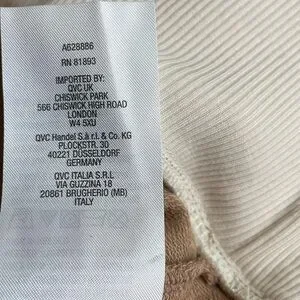 A628886
RN 81893
IMPORTED BY:
QVC UK
CHISWICK PARK
566 CHISWICK HIGH ROAD
LONDON
W4 5XU
QVC Handel S.à r.l. & Co. KG
PLOCKSTR. 30
40221 DÜSSELDORF
GERMANY
QVC ITALIA S.R.L
VIA GUZZINA 18
20861 BRUGHERIO (MB)
ITALY